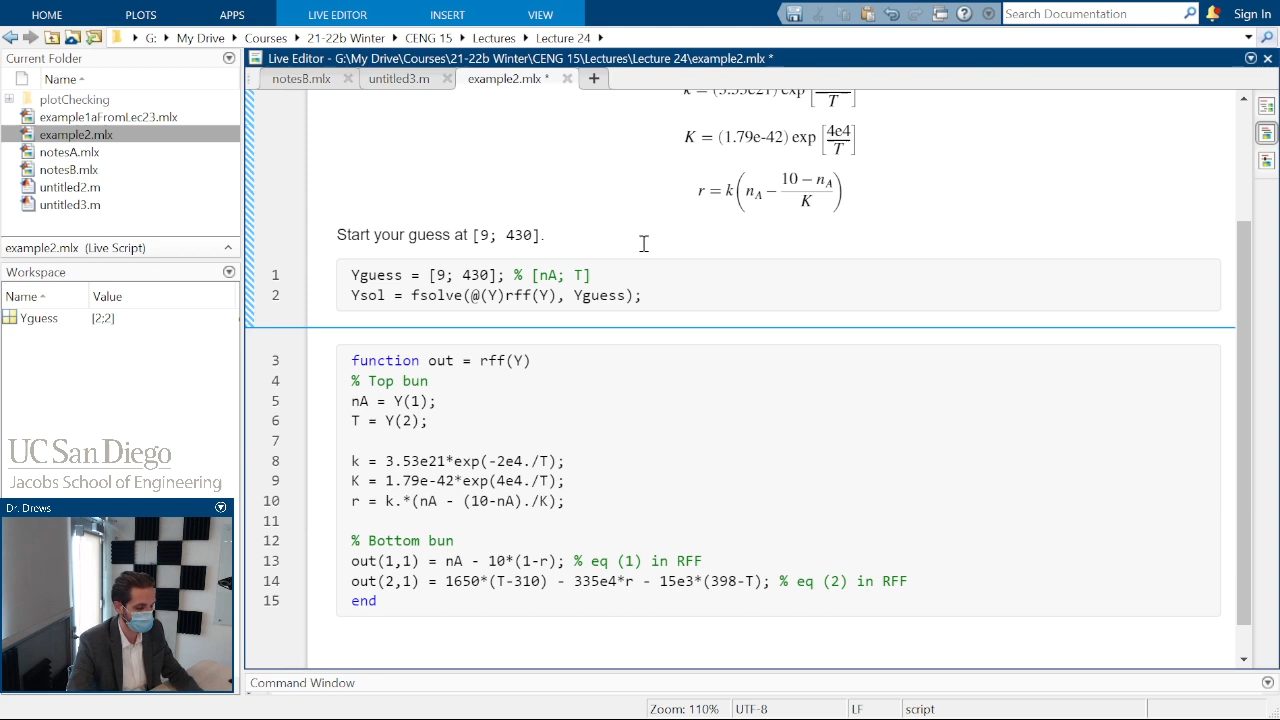 HOME PLOTS APPS LIVE EDITOR INSERT VIEW Search Documentation Sign In
G: ▸ My Drive ▸ Courses ▸ 21-22b Winter ▸ CENG 15 ▸ Lectures ▸ Lecture 24 ▸
Current Folder
Name
plotChecking
example1aFromLec23.mlx
example2.mlx
notesA.mlx
notesB.mlx
untitled2.m
untitled3.m
example2.mlx (Live Script)
Workspace
Name Value
Yguess [2;2]
UC San Diego
Jacobs School of Engineering
Dr. Drews
Live Editor - G:\My Drive\Courses\21-22b Winter\CENG 15\Lectures\Lecture 24\example2.mlx *
notesB.mlx untitled3.m example2.mlx *
K = (1.79e-42) exp [4e4/T]
r = k(nA − (10 − nA)/K)
Start your guess at [9; 430].
1 Yguess = [9; 430]; % [nA; T]
2 Ysol = fsolve(@(Y)rff(Y), Yguess);
3 function out = rff(Y)
4 % Top bun
5 nA = Y(1);
6 T = Y(2);
7
8 k = 3.53e21*exp(-2e4./T);
9 K = 1.79e-42*exp(4e4./T);
10 r = k.*(nA - (10-nA)./K);
11
12 % Bottom bun
13 out(1,1) = nA - 10*(1-r); % eq (1) in RFF
14 out(2,1) = 1650*(T-310) - 335e4*r - 15e3*(398-T); % eq (2) in RFF
15 end
Command Window
Zoom: 110% UTF-8 LF script